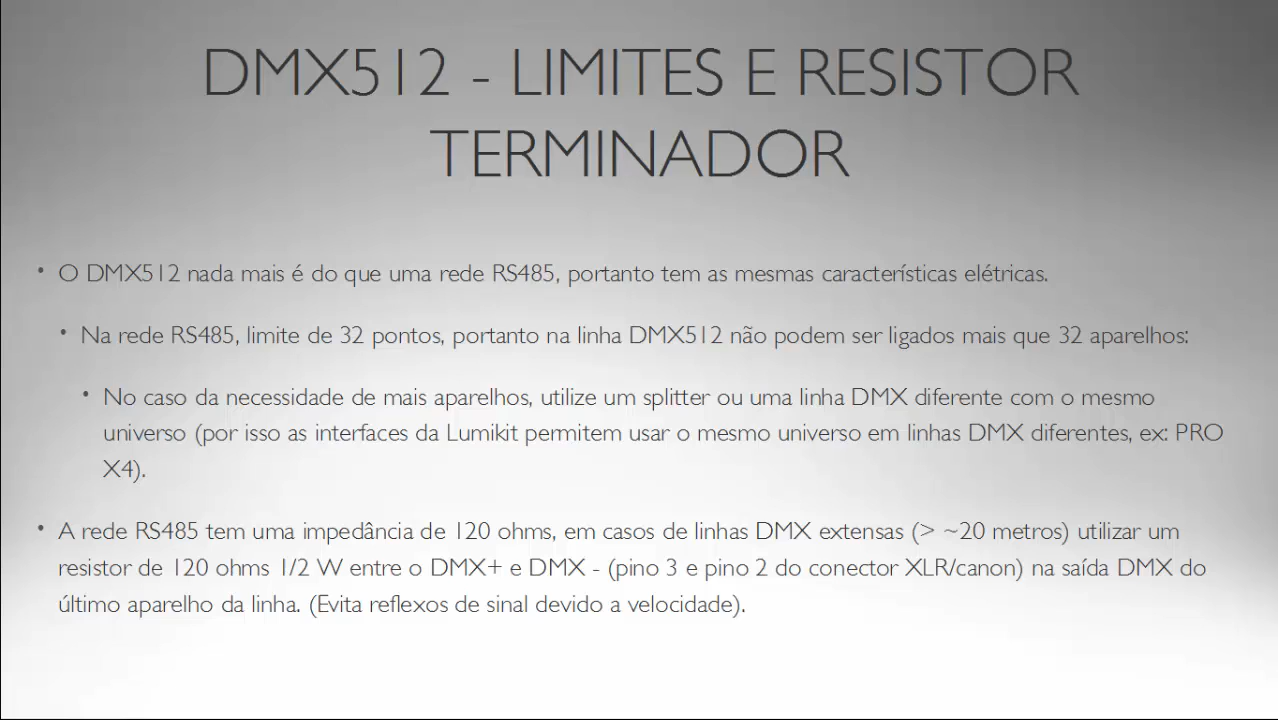 DMX512 - LIMITES E RESISTOR
TERMINADOR
• O DMX512 nada mais é do que uma rede RS485, portanto tem as mesmas características elétricas.
• Na rede RS485, limite de 32 pontos, portanto na linha DMX512 não podem ser ligados mais que 32 aparelhos:
• No caso da necessidade de mais aparelhos, utilize um splitter ou uma linha DMX diferente com o mesmo
universo (por isso as interfaces da Lumikit permitem usar o mesmo universo em linhas DMX diferentes, ex: PRO
X4).
• A rede RS485 tem uma impedância de 120 ohms, em casos de linhas DMX extensas (> ~20 metros) utilizar um
resistor de 120 ohms 1/2 W entre o DMX+ e DMX - (pino 3 e pino 2 do conector XLR/canon) na saída DMX do
último aparelho da linha. (Evita reflexos de sinal devido a velocidade).